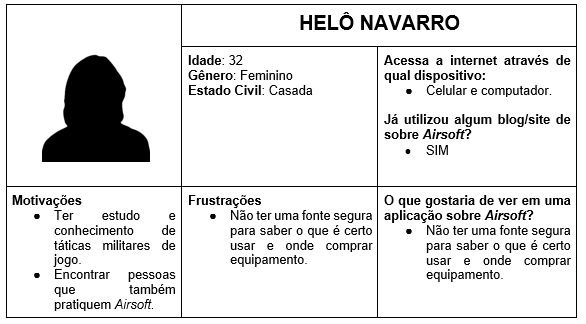 HELÔ NAVARRO
Idade: 32
Gênero: Feminino
Estado Civil: Casada
Acessa a internet através de
qual dispositivo:
● Celular e computador.
Já utilizou algum blog/site de
sobre Airsoft?
● SIM
Motivações
● Ter estudo e
conhecimento de
táticas militares de
jogo.
● Encontrar pessoas
que também
pratiquem Airsoft.
Frustrações
● Não ter uma fonte segura
para saber o que é certo
usar e onde comprar
equipamento.
O que gostaria de ver em uma
aplicação sobre Airsoft?
● Não ter uma fonte segura
para saber o que é certo
usar e onde comprar
equipamento.